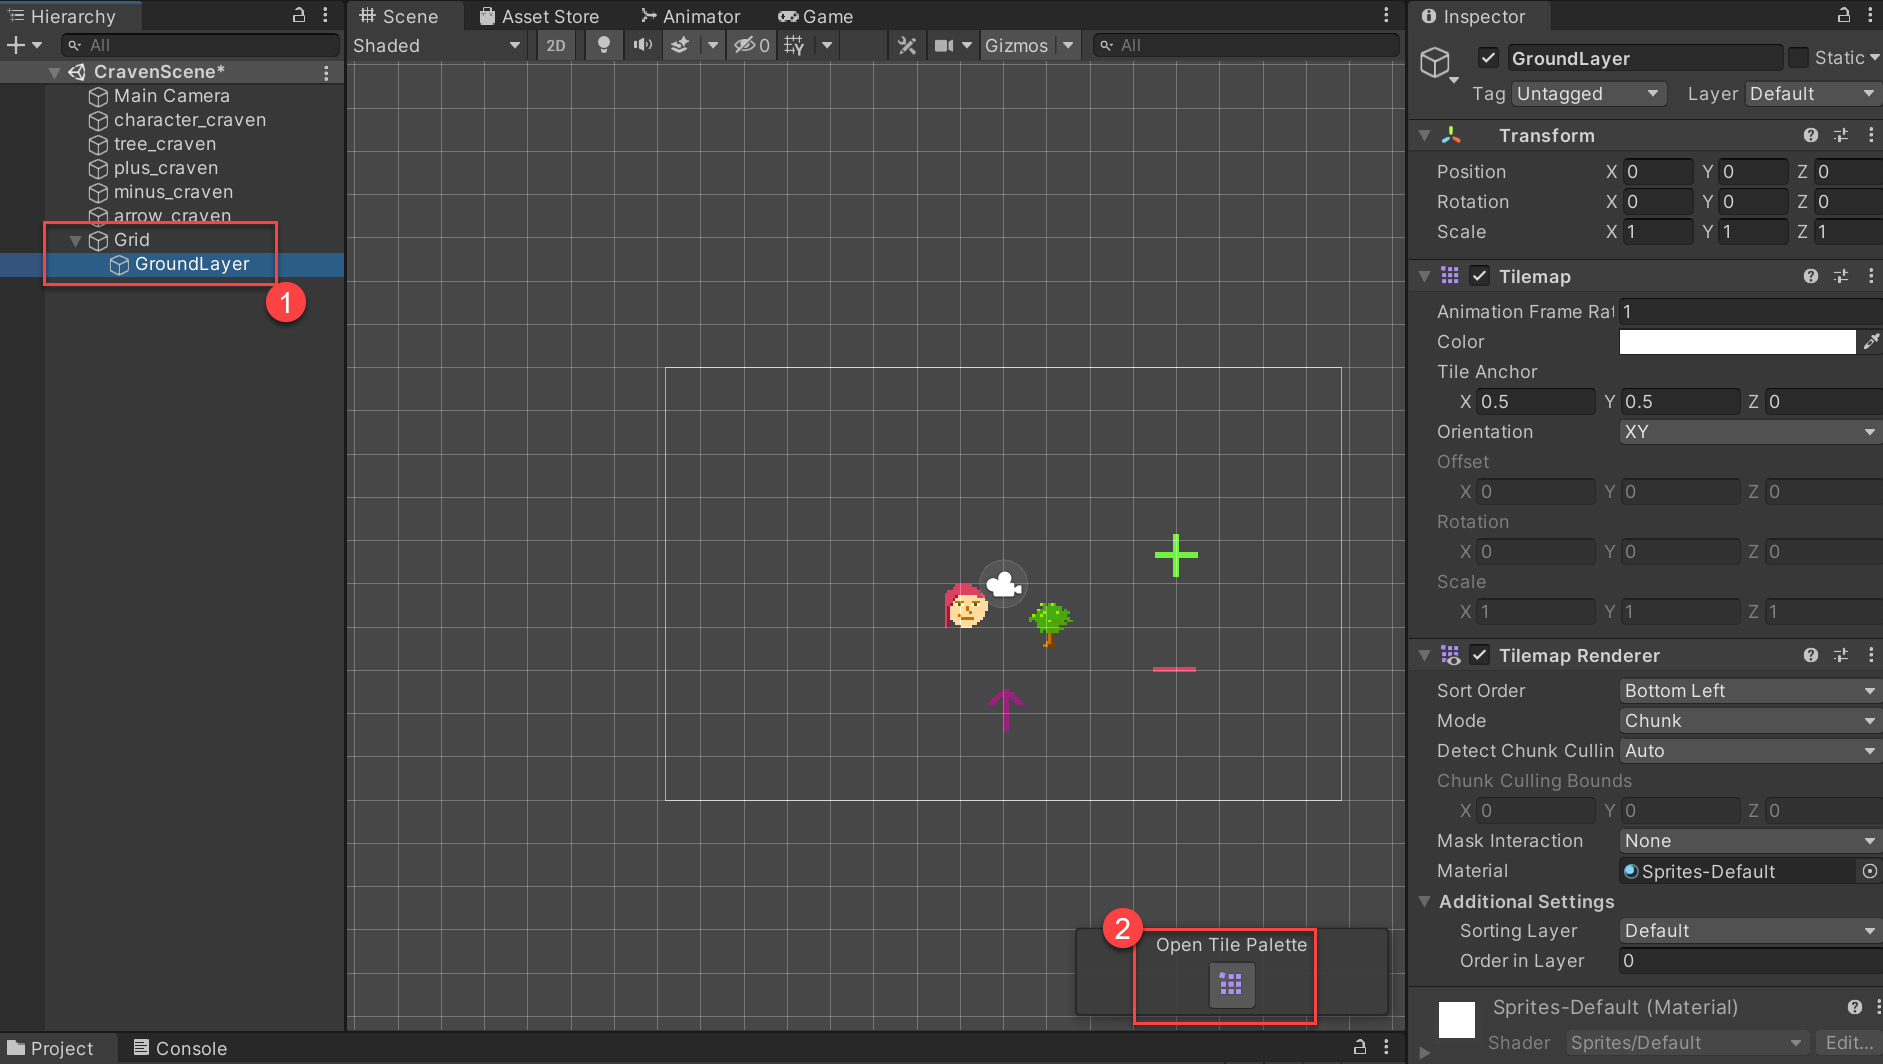 Hierarchy
All
CravenScene*
Main Camera
character_craven
tree_craven
plus_craven
minus_craven
arrow_craven
Grid
GroundLayer
1
Scene
Asset Store
Animator
Game
Shaded
2D
0
Gizmos
All
2
Open Tile Palette
Project
Console
Inspector
GroundLayer
Static
Tag Untagged
Layer Default
Transform
Position X 0 Y 0 Z 0
Rotation X 0 Y 0 Z 0
Scale X 1 Y 1 Z 1
Tilemap
Animation Frame Rat 1
Color
Tile Anchor
X 0.5 Y 0.5 Z 0
Orientation XY
Offset
X 0 Y 0 Z 0
Rotation
X 0 Y 0 Z 0
Scale
X 1 Y 1 Z 1
Tilemap Renderer
Sort Order Bottom Left
Mode Chunk
Detect Chunk Cullin Auto
Chunk Culling Bounds
X 0 Y 0 Z 0
Mask Interaction None
Material Sprites-Default
Additional Settings
Sorting Layer Default
Order in Layer 0
Sprites-Default (Material)
Shader Sprites/Default Edit...